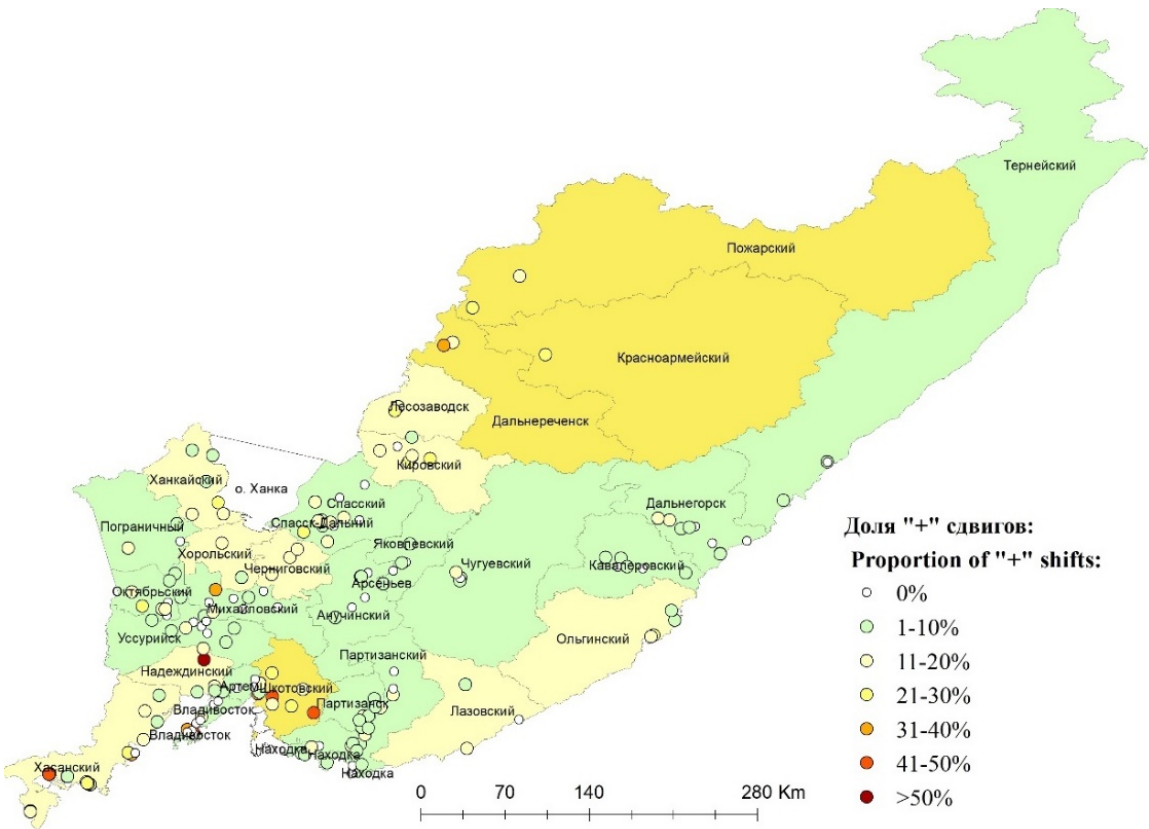 Тернейский
Пожарский
Красноармейский
Лесозаводск
Дальнереченск
Кировский
Ханкайский
о. Ханка
Спасский
Дальнегорск
Пограничный
Спасск-Дальний
Хорольский
Яковлевский
Черниговский
Чугуевский
Кавалеровский
Октябрьский
Арсеньев
Михайловский
Анучинский
Уссурийск
Ольгинский
Надеждинский
Партизанский
Артем
Шкотовский
Владивосток
Партизанск
Лазовский
Владивосток
Находка
Находка
Хасанский
Находка
Доля "+" сдвигов:
Proportion of "+" shifts:
0%
1-10%
11-20%
21-30%
31-40%
41-50%
>50%
0 70 140 280 Km